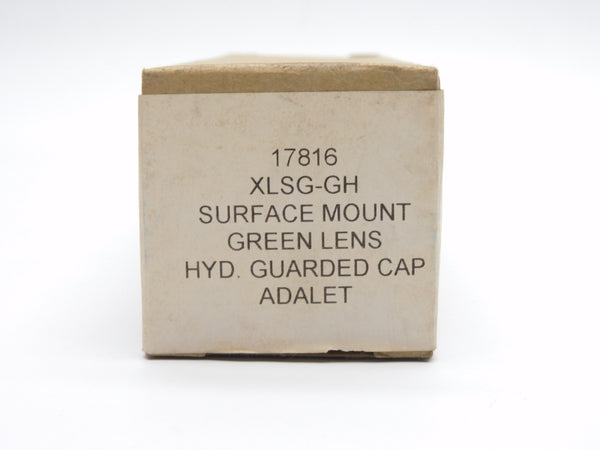 17816
XLSG-GH
SURFACE MOUNT
GREEN LENS
HYD. GUARDED CAP
ADALET